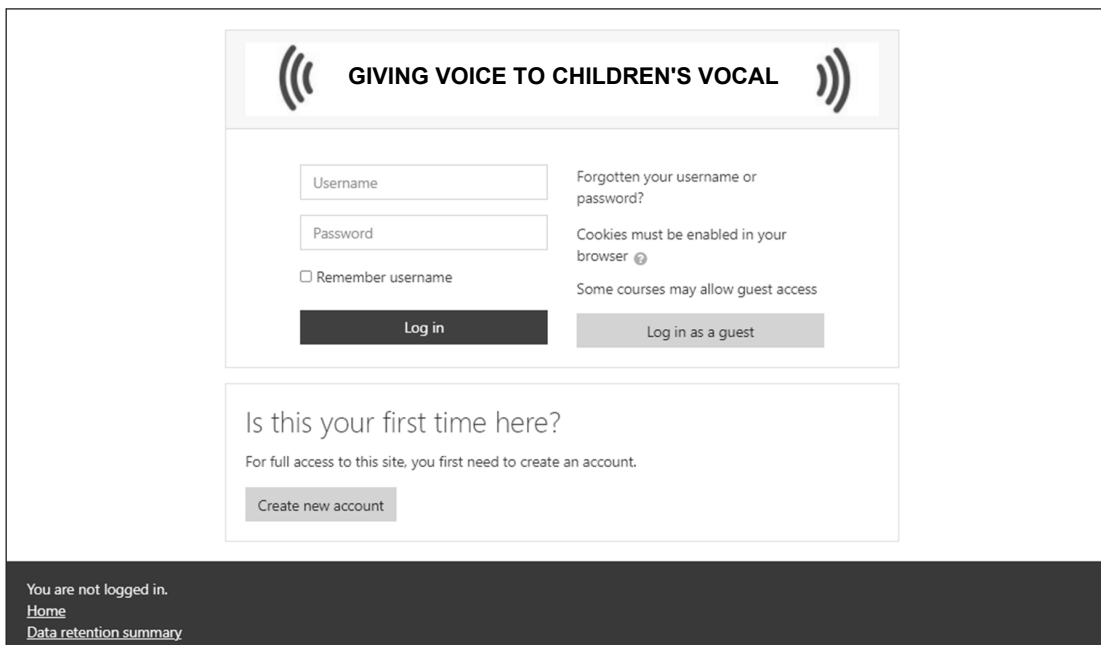 GIVING VOICE TO CHILDREN'S VOCAL
Username
Password
Remember username
Log in
Forgotten your username or
password?
Cookies must be enabled in your
browser ?
Some courses may allow guest access
Log in as a guest
Is this your first time here?
For full access to this site, you first need to create an account.
Create new account
You are not logged in.
Home
Data retention summary